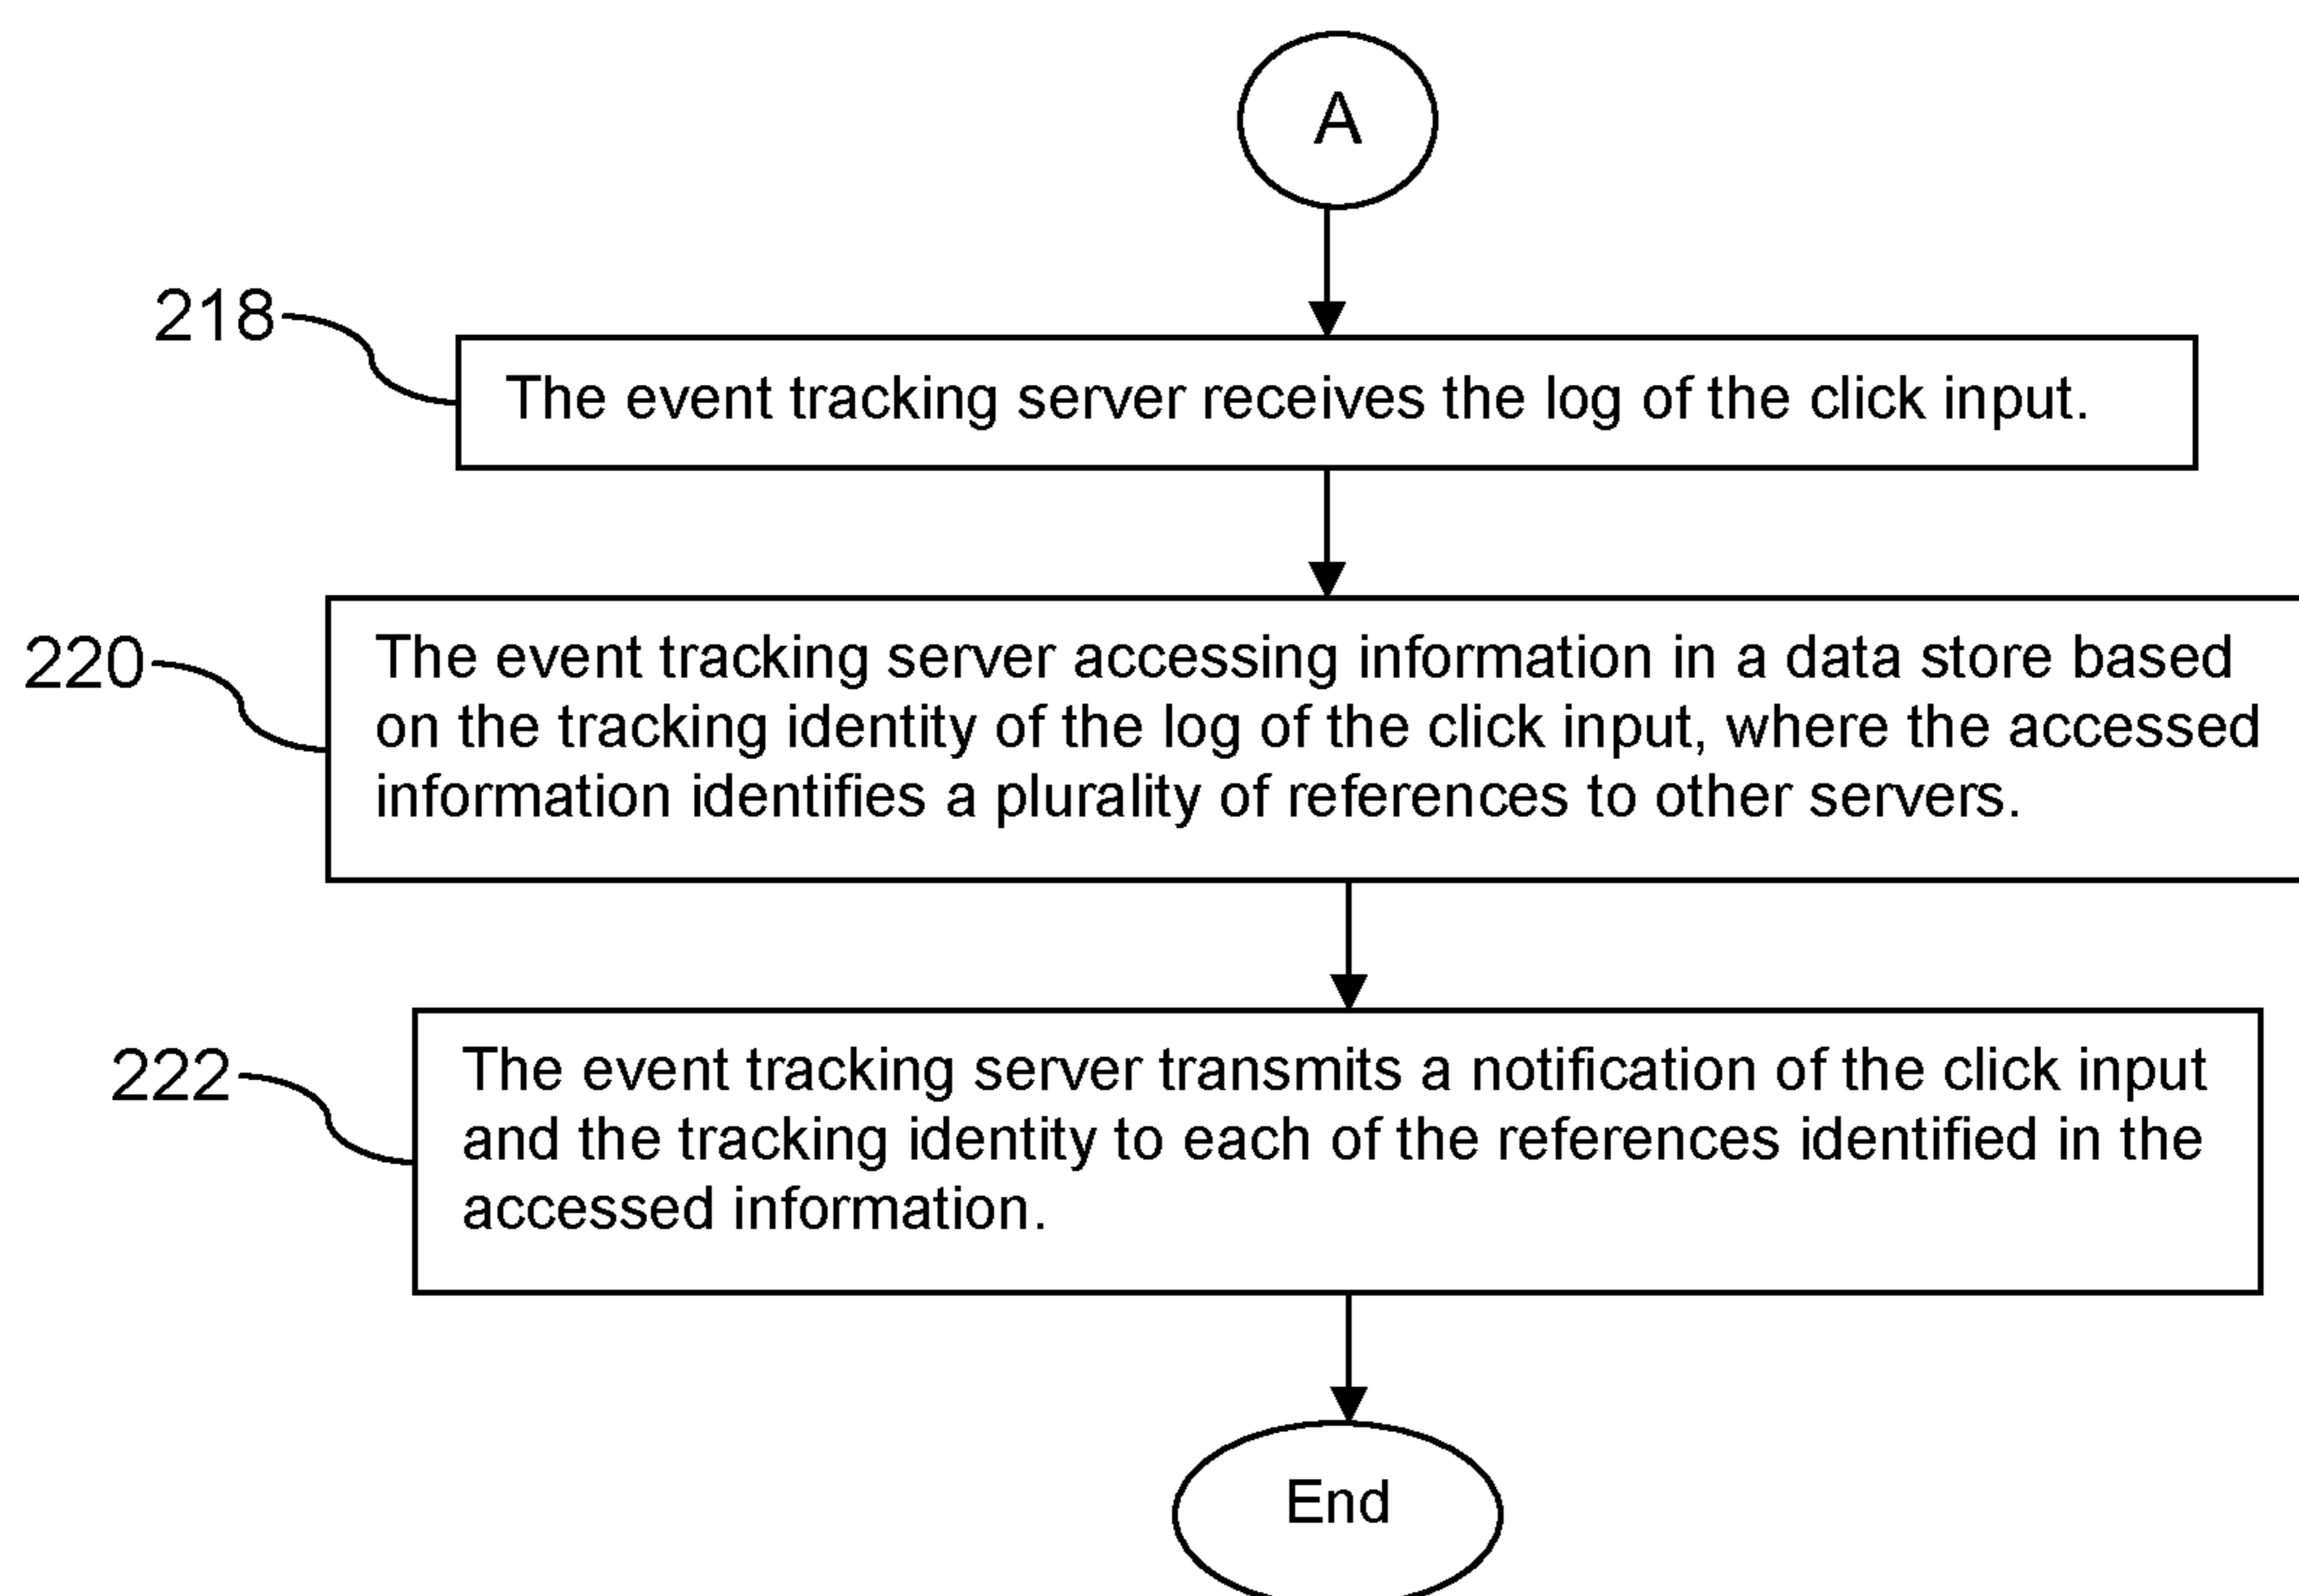 A
218
The event tracking server receives the log of the click input.
220
The event tracking server accessing information in a data store based
on the tracking identity of the log of the click input, where the accessed
information identifies a plurality of references to other servers.
222
The event tracking server transmits a notification of the click input
and the tracking identity to each of the references identified in the
accessed information.
End